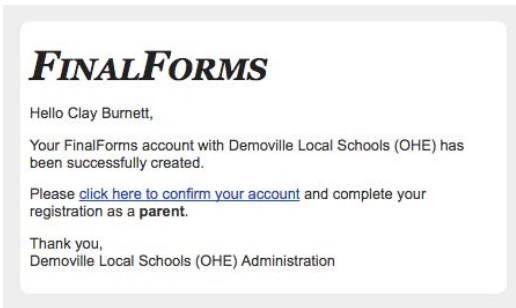 FINALFORMS
Hello Clay Burnett,
Your FinalForms account with Demoville Local Schools (OHE) has
been successfully created.
Please click here to confirm your account and complete your
registration as a parent.
Thank you,
Demoville Local Schools (OHE) Administration